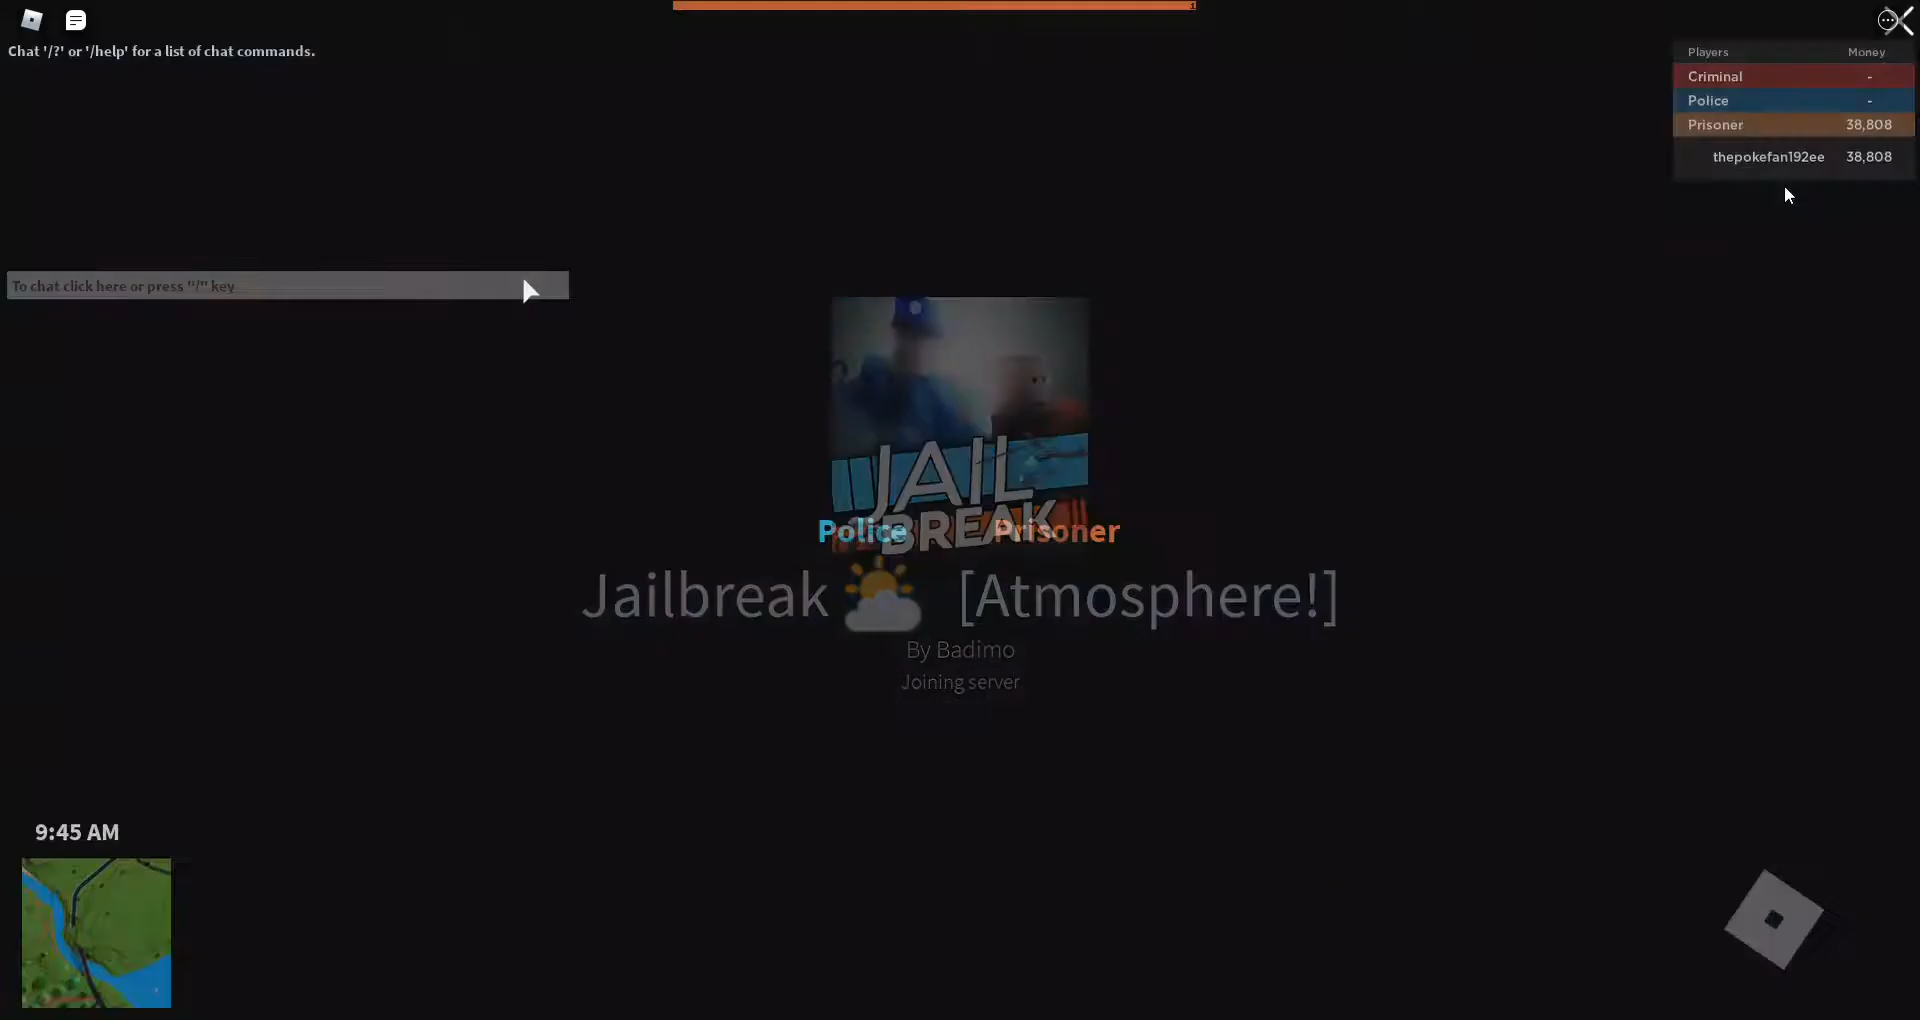 1
Chat '/?' or '/help' for a list of chat commands.
Players Money
Criminal -
Police -
Prisoner 38,808
thepokefan192ee 38,808
To chat click here or press "/" key
JAIL
BREAK
Police Prisoner
Jailbreak [Atmosphere!]
By Badimo
Joining server
9:45 AM